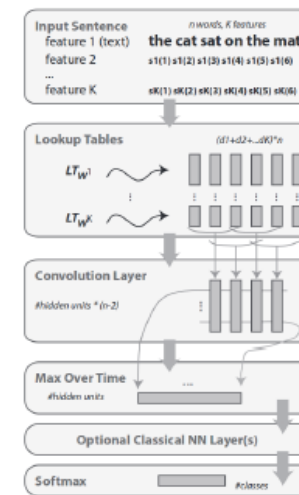 Input Sentence
n words, K features
feature 1 (text) the cat sat on the mat
feature 2 s1(1) s1(2) s1(3) s1(4) s1(5) s1(6)
...
feature K sK(1) sK(2) sK(3) sK(4) sK(5) sK(6)
Lookup Tables
(d1+d2+...dK)*n
LTw1
⋮
LTwK
Convolution Layer
#hidden units * (n-2)
Max Over Time
...
#hidden units
Optional Classical NN Layer(s)
Softmax
#classes